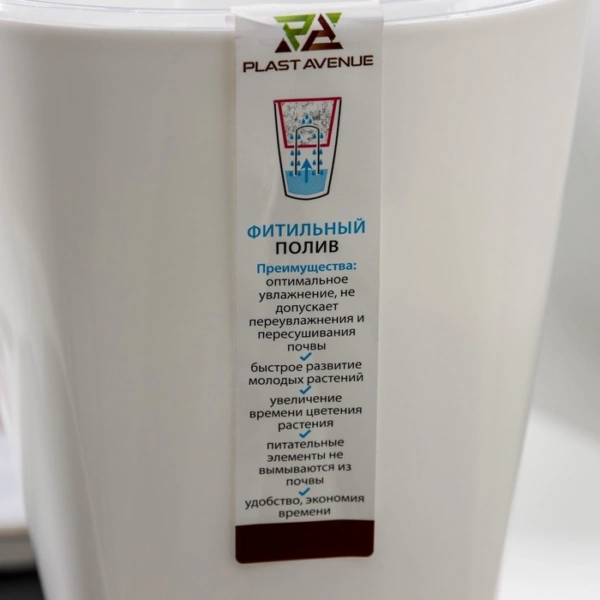 PLAST AVENUE
ФИТИЛЬНЫЙ
ПОЛИВ
Преимущества:
оптимальное
увлажнение, не
допускает
переувлажнения и
пересушивания
почвы
быстрое развитие
молодых растений
увеличение
времени цветения
растения
питательные
элементы не
вымываются из
почвы
удобство, экономия
времени